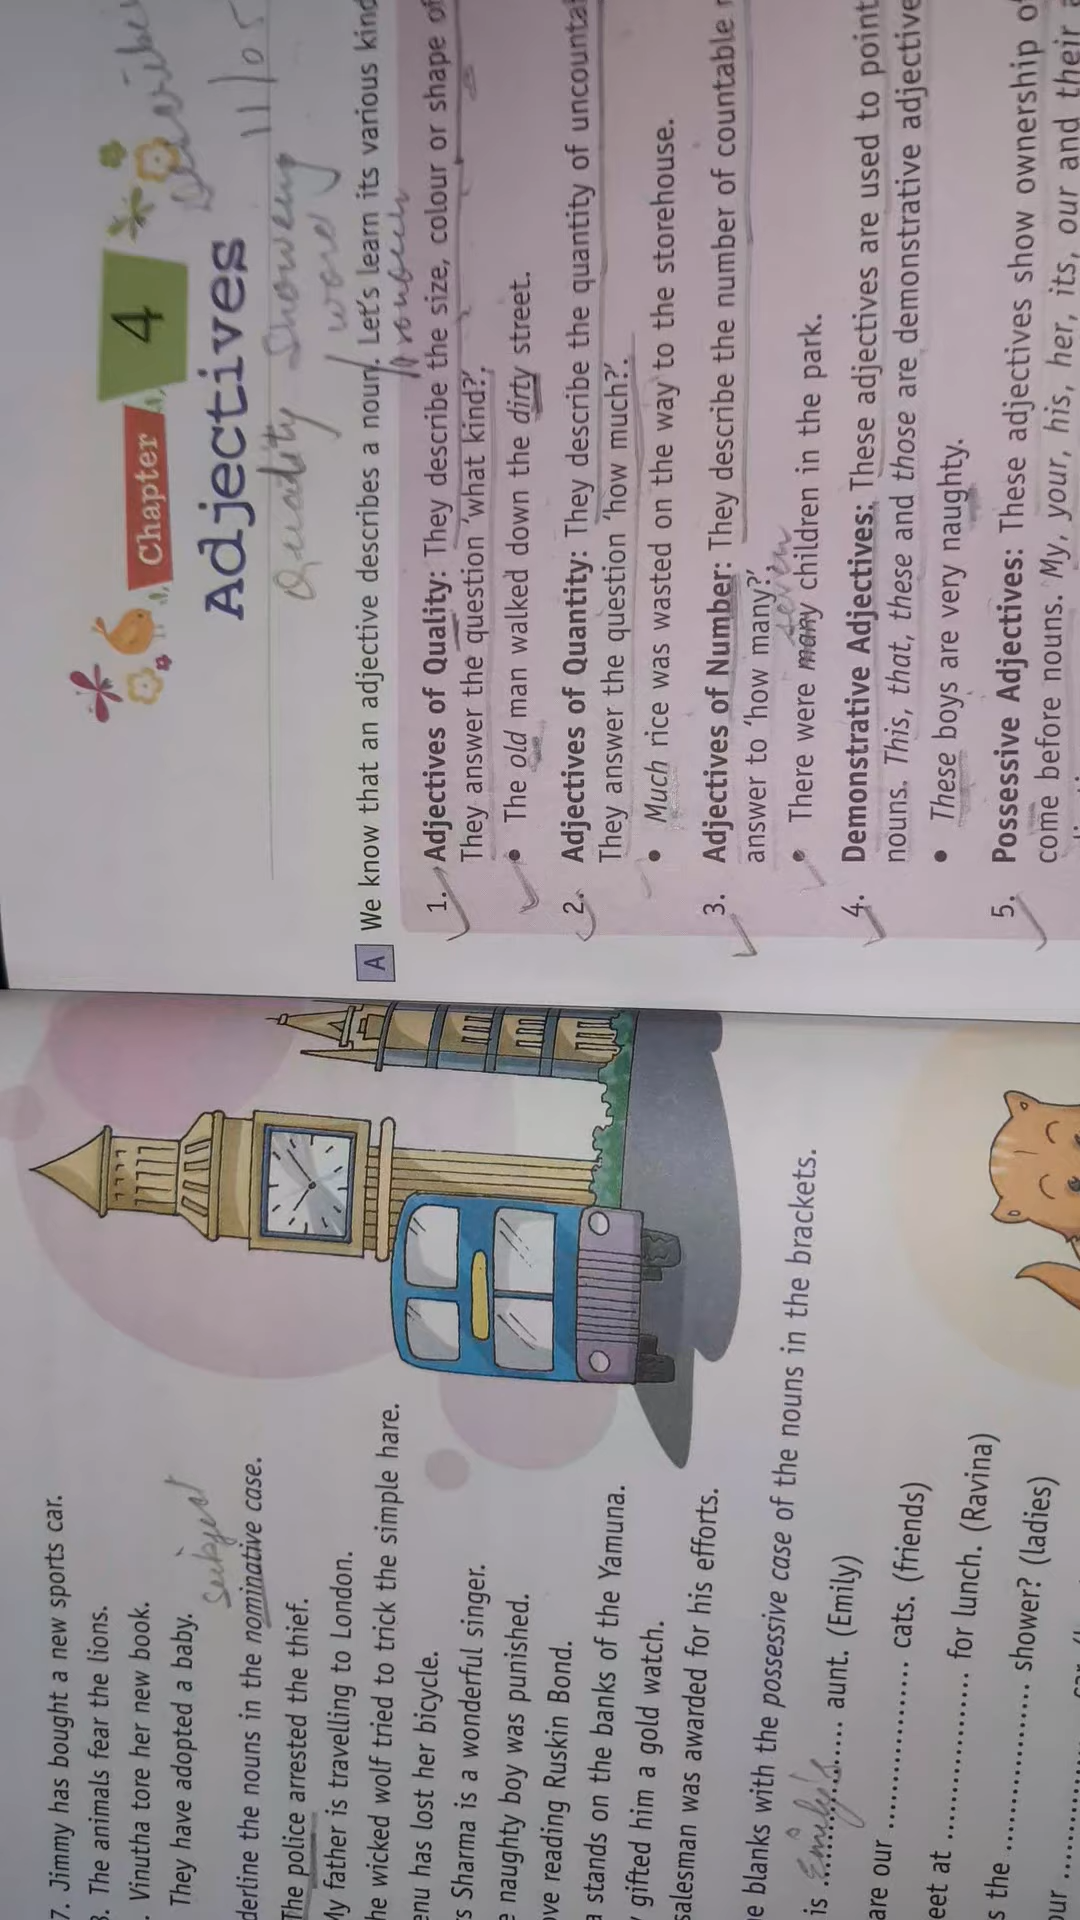 7. Jimmy has bought a new sports car.
8. The animals fear the lions.
. Vinutha tore her new book.
They have adopted a baby.
subject
derline the nouns in the nominative case.
The police arrested the thief.
My father is travelling to London.
he wicked wolf tried to trick the simple hare.
enu has lost her bicycle.
s Sharma is a wonderful singer.
e naughty boy was punished.
ove reading Ruskin Bond.
a stands on the banks of the Yamuna.
y gifted him a gold watch.
salesman was awarded for his efforts.
e blanks with the possessive case of the nouns in the brackets.
is Emily's aunt. (Emily)
are our .................... cats. (friends)
eet at .................... for lunch. (Ravina)
s the .................... shower? (ladies)
our ....................
Chapter 4
Adjectives
11/05
Quality showing word
A We know that an adjective describes a noun/ Let's learn its various kind
pronoun
1. Adjectives of Quality: They describe the size, colour or shape of
They answer the question 'what kind?'.
• The old man walked down the dirty street.
2. Adjectives of Quantity: They describe the quantity of uncounta
They answer the question 'how much?'.
• Much rice was wasted on the way to the storehouse.
3. Adjectives of Number: They describe the number of countable n
answer to 'how many?'.
seven
• There were many children in the park.
4. Demonstrative Adjectives: These adjectives are used to point
nouns. This, that, these and those are demonstrative adjective
• These boys are very naughty.
5. Possessive Adjectives: These adjectives show ownership o
come before nouns. My, your, his, her, its, our and their a